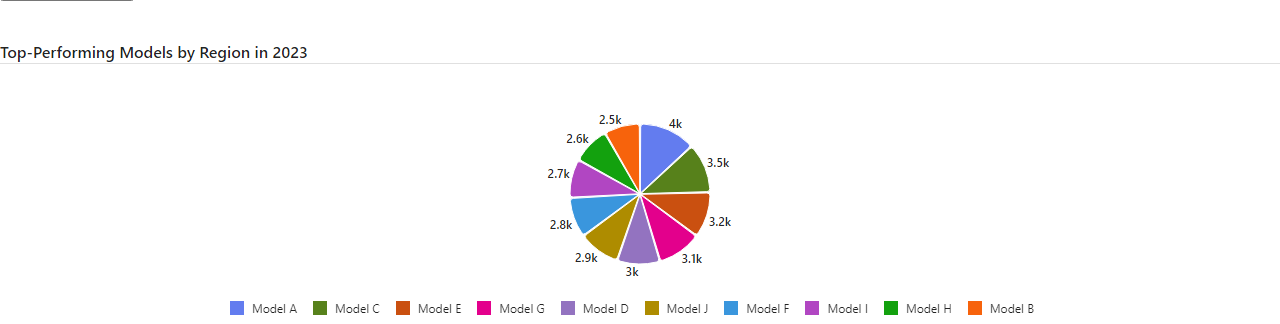 Top-Performing Models by Region in 2023
2.5k 4k
2.6k
3.5k
2.7k
2.8k 3.2k
2.9k 3.1k
3k
Model A Model C Model E Model G Model D Model J Model F Model I Model H Model B